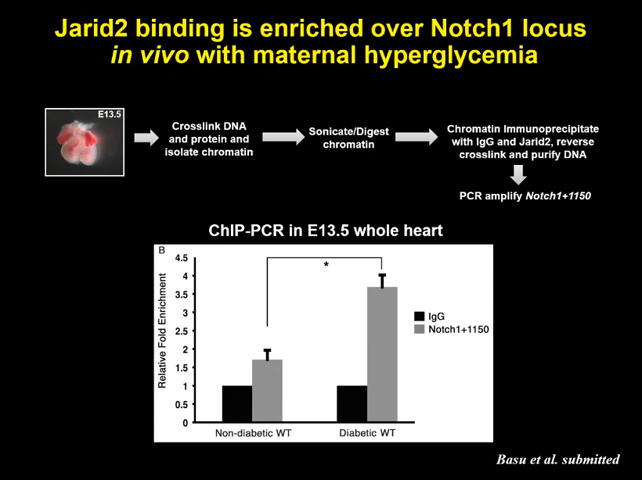 Jarid2 binding is enriched over Notch1 locus
in vivo with maternal hyperglycemia
E13.5
Crosslink DNA
and protein and
isolate chromatin
Sonicate/Digest
chromatin
Chromatin Immunoprecipitate
with IgG and Jarid2, reverse
crosslink and purify DNA
PCR amplify Notch1+1150
ChIP-PCR in E13.5 whole heart
B
Relative Fold Enrichment
4.5
4
3.5
3
2.5
2
1.5
1
0.5
0
*
IgG
Notch1+1150
Non-diabetic WT
Diabetic WT
Basu et al. submitted